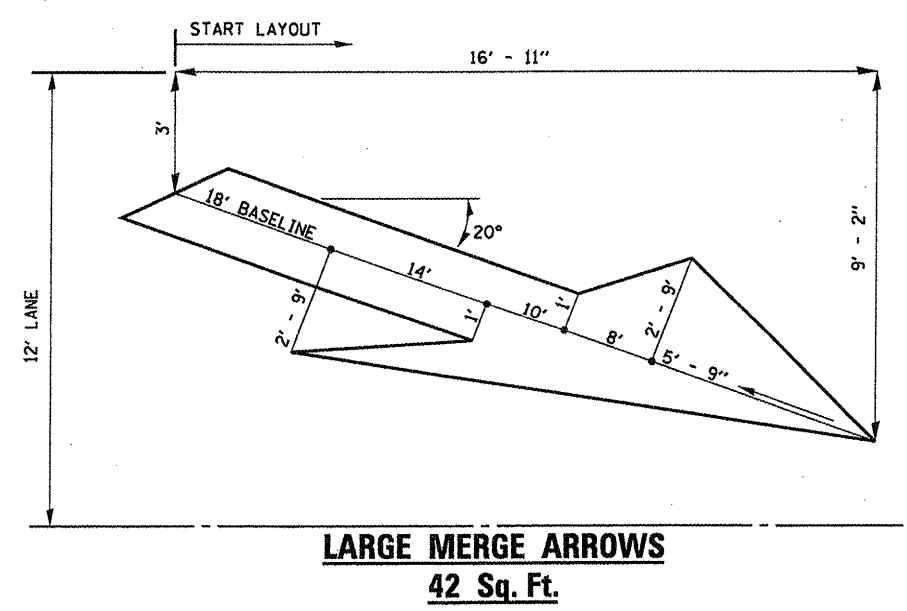 START LAYOUT
16' - 11"
3'
18' BASELINE
20°
9' - 2"
14'
12' LANE
2' - 9'
1'
10'
1'
8'
2' - 9'
5' - 9"
LARGE MERGE ARROWS
42 Sq. Ft.